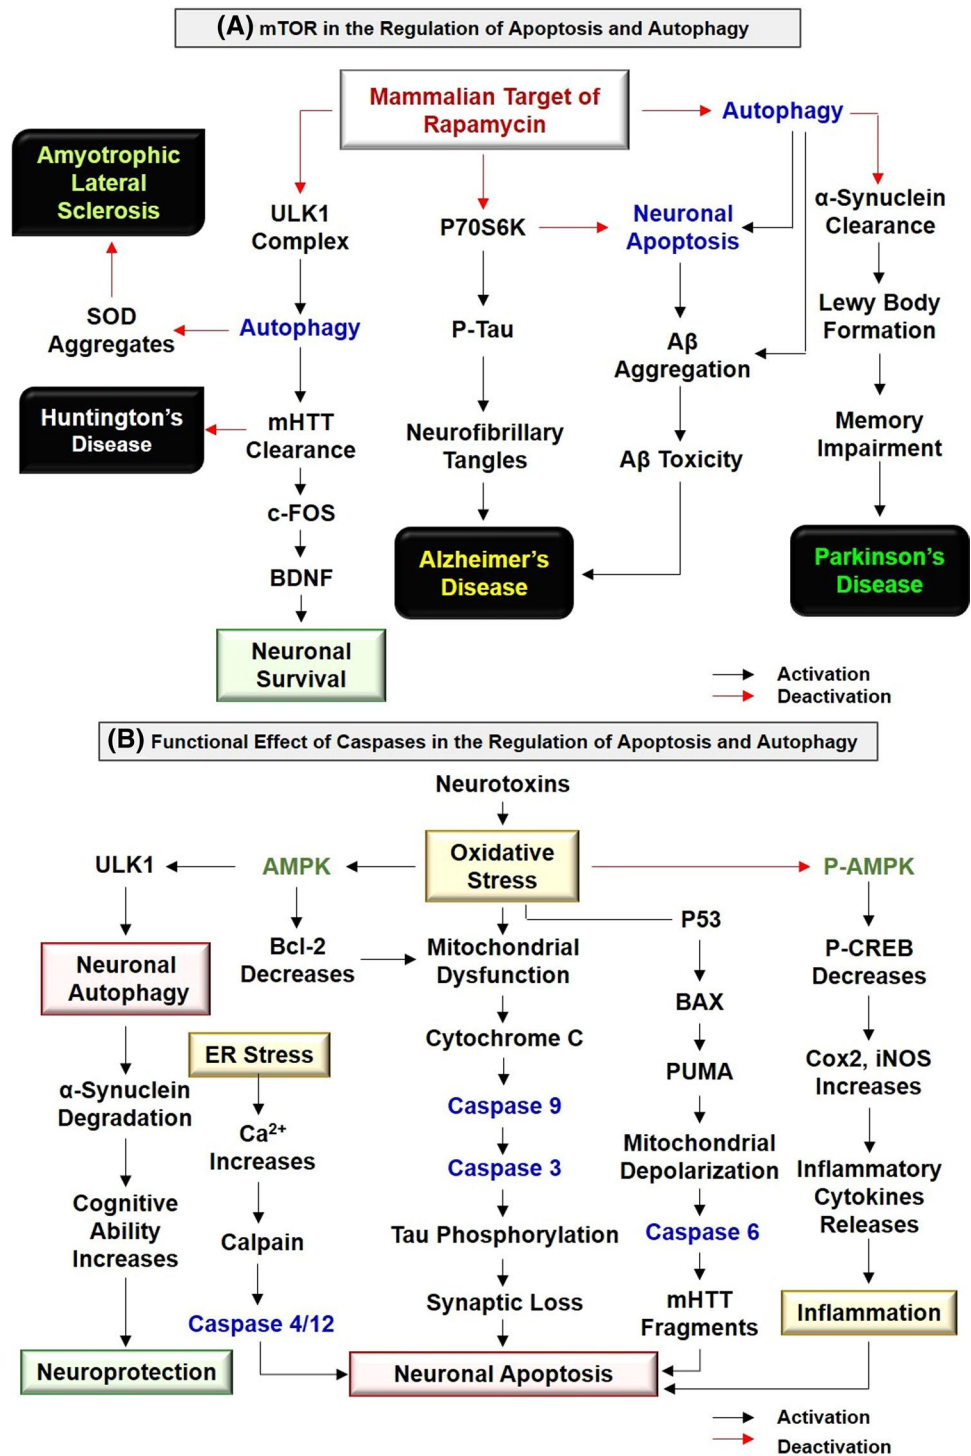 (A) mTOR in the Regulation of Apoptosis and Autophagy
Mammalian Target of
Rapamycin
Autophagy
Amyotrophic
Lateral
Sclerosis
ULK1
Complex
P70S6K
Neuronal
Apoptosis
α-Synuclein
Clearance
SOD
Aggregates
Autophagy
P-Tau
Aβ
Aggregation
Lewy Body
Formation
Huntington’s
Disease
mHTT
Clearance
Neurofibrillary
Tangles
Aβ Toxicity
Memory
Impairment
c-FOS
BDNF
Alzheimer’s
Disease
Parkinson’s
Disease
Neuronal
Survival
Activation
Deactivation
(B) Functional Effect of Caspases in the Regulation of Apoptosis and Autophagy
Neurotoxins
ULK1
AMPK
Oxidative
Stress
P-AMPK
Neuronal
Autophagy
Bcl-2
Decreases
Mitochondrial
Dysfunction
P53
P-CREB
Decreases
ER Stress
Cytochrome C
BAX
Cox2, iNOS
Increases
α-Synuclein
Degradation
Ca2+
Increases
Caspase 9
PUMA
Caspase 3
Mitochondrial
Depolarization
Inflammatory
Cytokines
Releases
Cognitive
Ability
Increases
Calpain
Tau Phosphorylation
Caspase 6
Caspase 4/12
Synaptic Loss
mHTT
Fragments
Inflammation
Neuroprotection
Neuronal Apoptosis
Activation
Deactivation